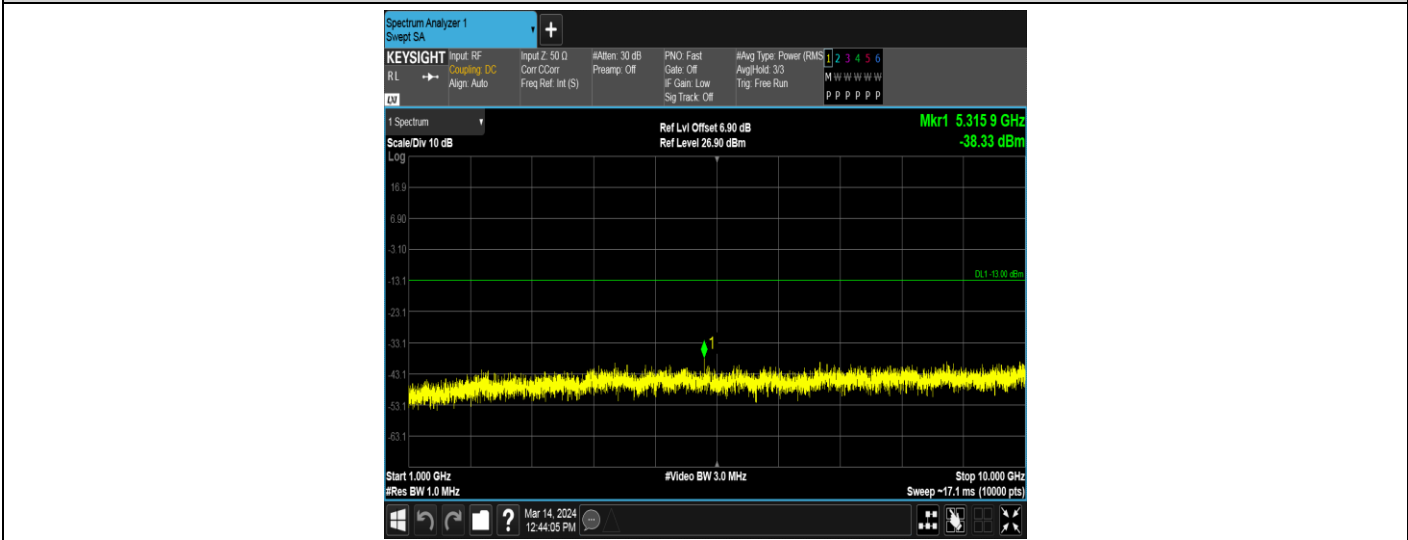 Spectrum Analyzer 1
Swept SA
+
KEYSIGHT
RL
LXI
Input: RF
Coupling: DC
Align: Auto
Input Z: 50 Ω
Corr CCorr
Freq Ref: Int (S)
#Atten: 30 dB
Preamp: Off
PNO: Fast
Gate: Off
IF Gain: Low
Sig Track: Off
#Avg Type: Power (RMS
Avg|Hold: 3/3
Trig: Free Run
1 2 3 4 5 6
M W W W W W
P P P P P P
1 Spectrum
Scale/Div 10 dB
Log
Ref Lvl Offset 6.90 dB
Ref Level 26.90 dBm
Mkr1 5.315 9 GHz
-38.33 dBm
16.9
6.90
-3.10
-13.1
DL1 -13.00 dBm
-23.1
-33.1
1
-43.1
-53.1
-63.1
Start 1.000 GHz
#Res BW 1.0 MHz
#Video BW 3.0 MHz
Stop 10.000 GHz
Sweep ~17.1 ms (10000 pts)
?
Mar 14, 2024
12:44:05 PM